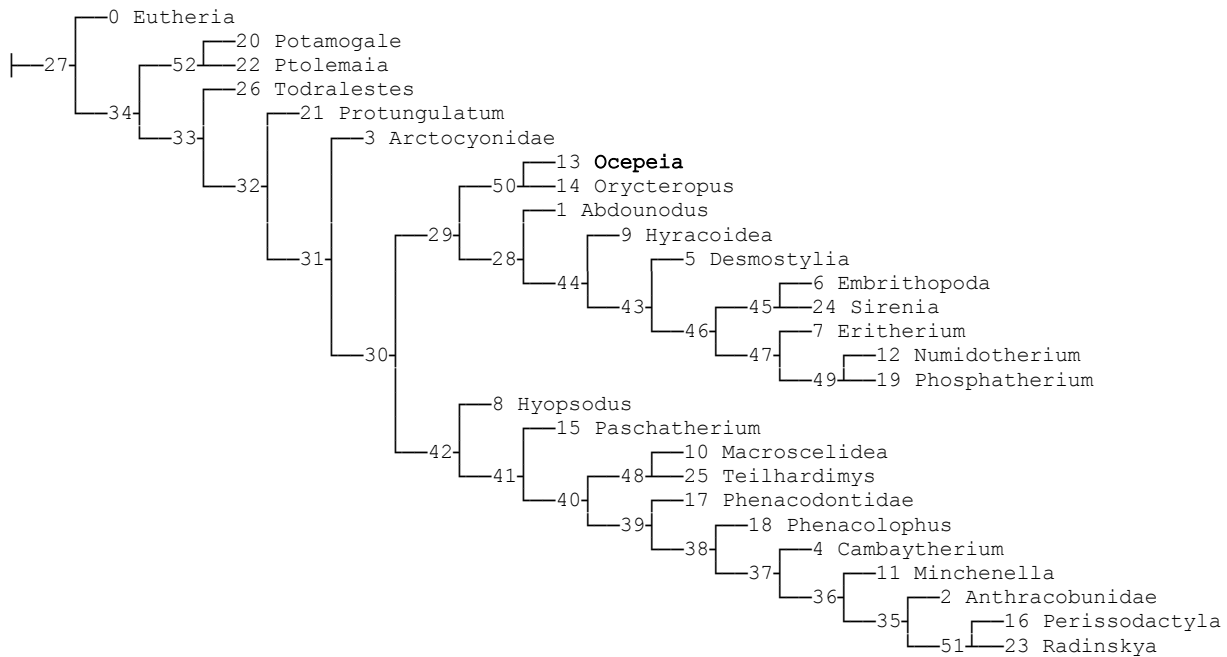 0 Eutheria
20 Potamogale
27 52 22 Ptolemaia
26 Todralestes
34 21 Protungulatum
33 3 Arctocyonidae
13 Ocepeia
32 50 14 Orycteropus
1 Abdounodus
29 9 Hyracoidea
31 28 5 Desmostylia
44 6 Embrithopoda
43 45 24 Sirenia
46 7 Eritherium
30 47 12 Numidotherium
49 19 Phosphatherium
8 Hyopsodus
15 Paschatherium
42 10 Macroscelidea
41 48 25 Teilhardimys
40 17 Phenacodontidae
39 18 Phenacolophus
38 4 Cambaytherium
37 11 Minchenella
36 2 Anthracobunidae
35 16 Perissodactyla
51 23 Radinskya